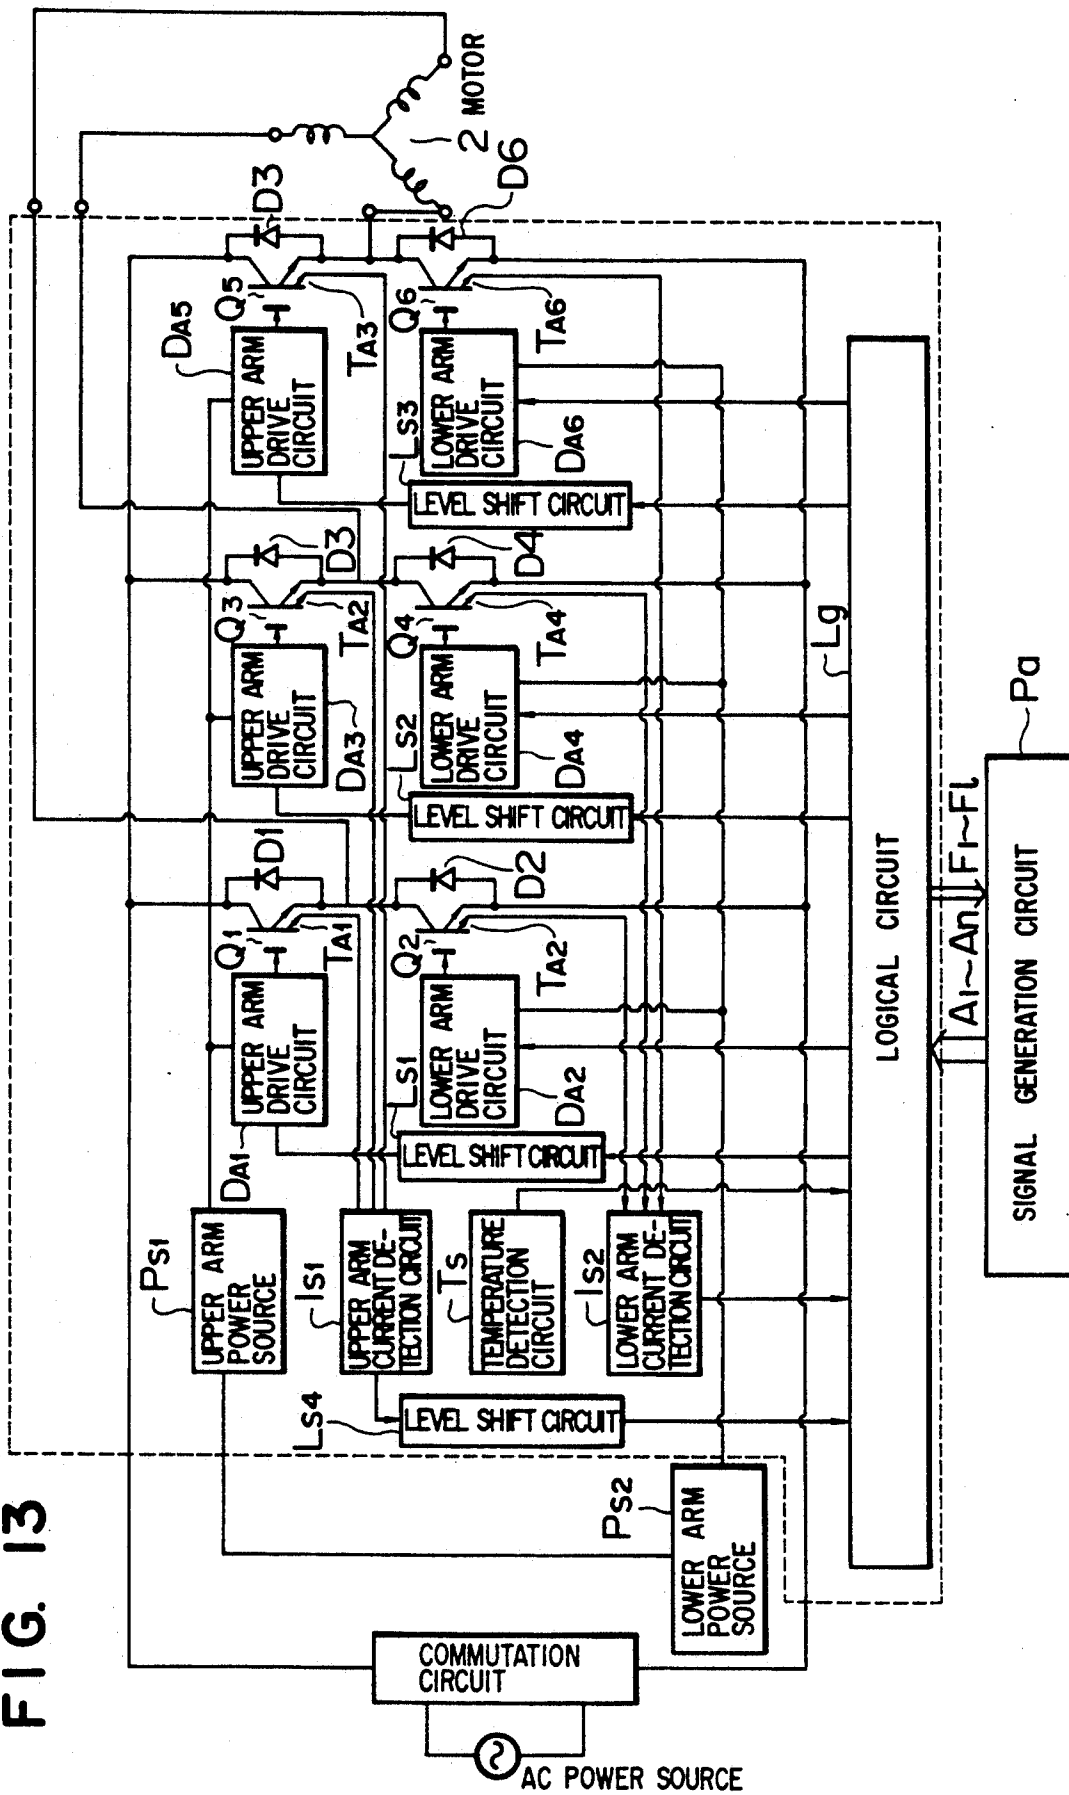 FIG. 13
AC POWER SOURCE
COMMUTATION
CIRCUIT
LOWER ARM
POWER
SOURCE
PS2
UPPER ARM
POWER
SOURCE
PS1
UPPER ARM
CURRENT DE-
TECTION CIRCUIT
IS1
TEMPERATURE
DETECTION
CIRCUIT
TS
LOWER ARM
CURRENT DE-
TECTION CIRCUIT
IS2
LEVEL SHIFT CIRCUIT
LS4
UPPER ARM
DRIVE
CIRCUIT
DA1
Q1
D1
TA1
LEVEL SHIFT CIRCUIT
LS1
LOWER ARM
DRIVE
CIRCUIT
DA2
Q2
D2
TA2
UPPER ARM
DRIVE
CIRCUIT
DA3
Q3
D3
TA2
LEVEL SHIFT CIRCUIT
LS2
LOWER ARM
DRIVE
CIRCUIT
DA4
Q4
D4
TA4
UPPER ARM
DRIVE
CIRCUIT
DA5
Q5
D3
TA3
LEVEL SHIFT CIRCUIT
LS3
LOWER ARM
DRIVE
CIRCUIT
DA6
Q6
D6
TA6
2 MOTOR
LOGICAL CIRCUIT
Lg
A1~An
F1~Fl
SIGNAL GENERATION CIRCUIT
Pa